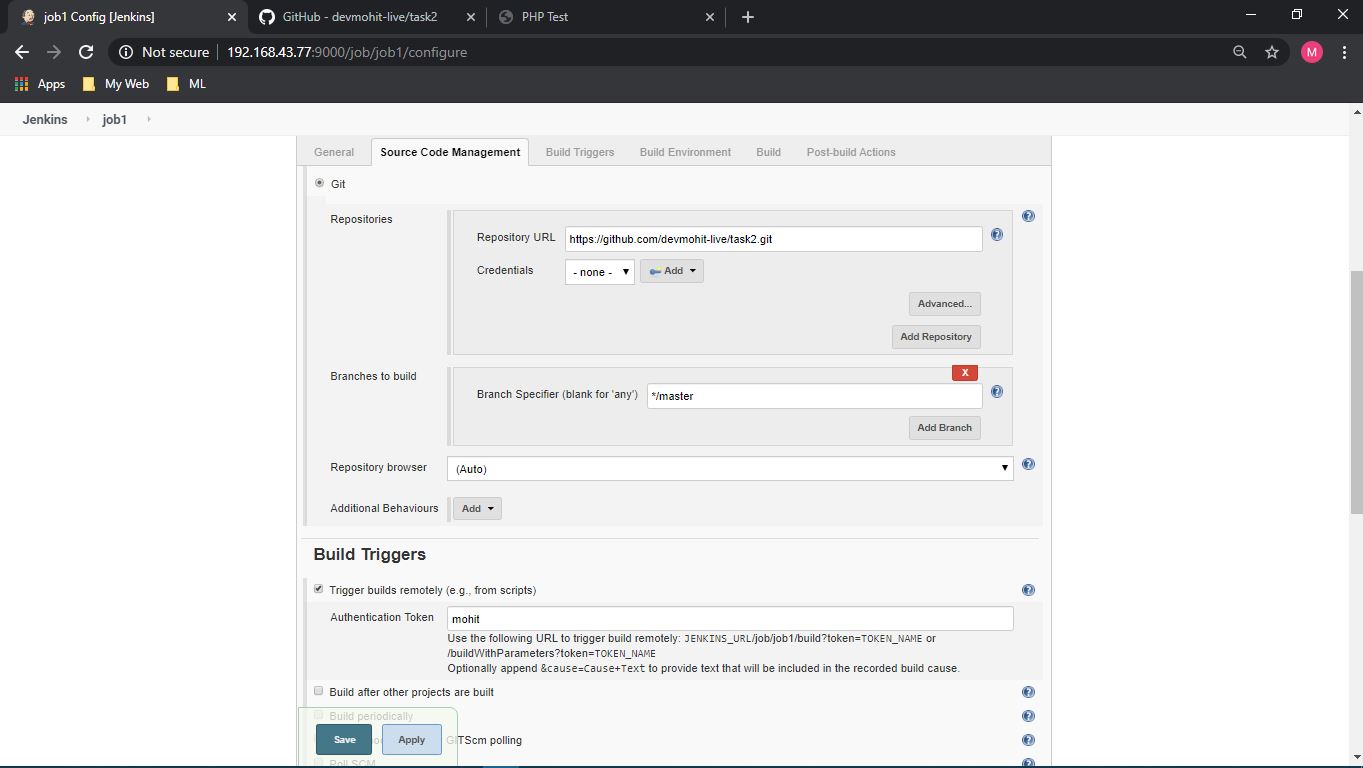 job1 Config [Jenkins]
GitHub - devmohit-live/task2
PHP Test
Not secure
192.168.43.77:9000/job/job1/configure
M
Apps
My Web
ML
Jenkins
job1
General
Source Code Management
Build Triggers
Build Environment
Build
Post-build Actions
Git
Repositories
Repository URL
https://github.com/devmohit-live/task2.git
Credentials
- none -
Add
Advanced...
Add Repository
Branches to build
X
Branch Specifier (blank for 'any')
*/master
Add Branch
Repository browser
(Auto)
Additional Behaviours
Add
Build Triggers
Trigger builds remotely (e.g., from scripts)
Authentication Token
mohit
Use the following URL to trigger build remotely: JENKINS_URL/job/job1/build?token=TOKEN_NAME or
/buildWithParameters?token=TOKEN_NAME
Optionally append &cause=Cause+Text to provide text that will be included in the recorded build cause.
Build after other projects are built
Build periodically
GITScm polling
Save
Apply
Poll SCM